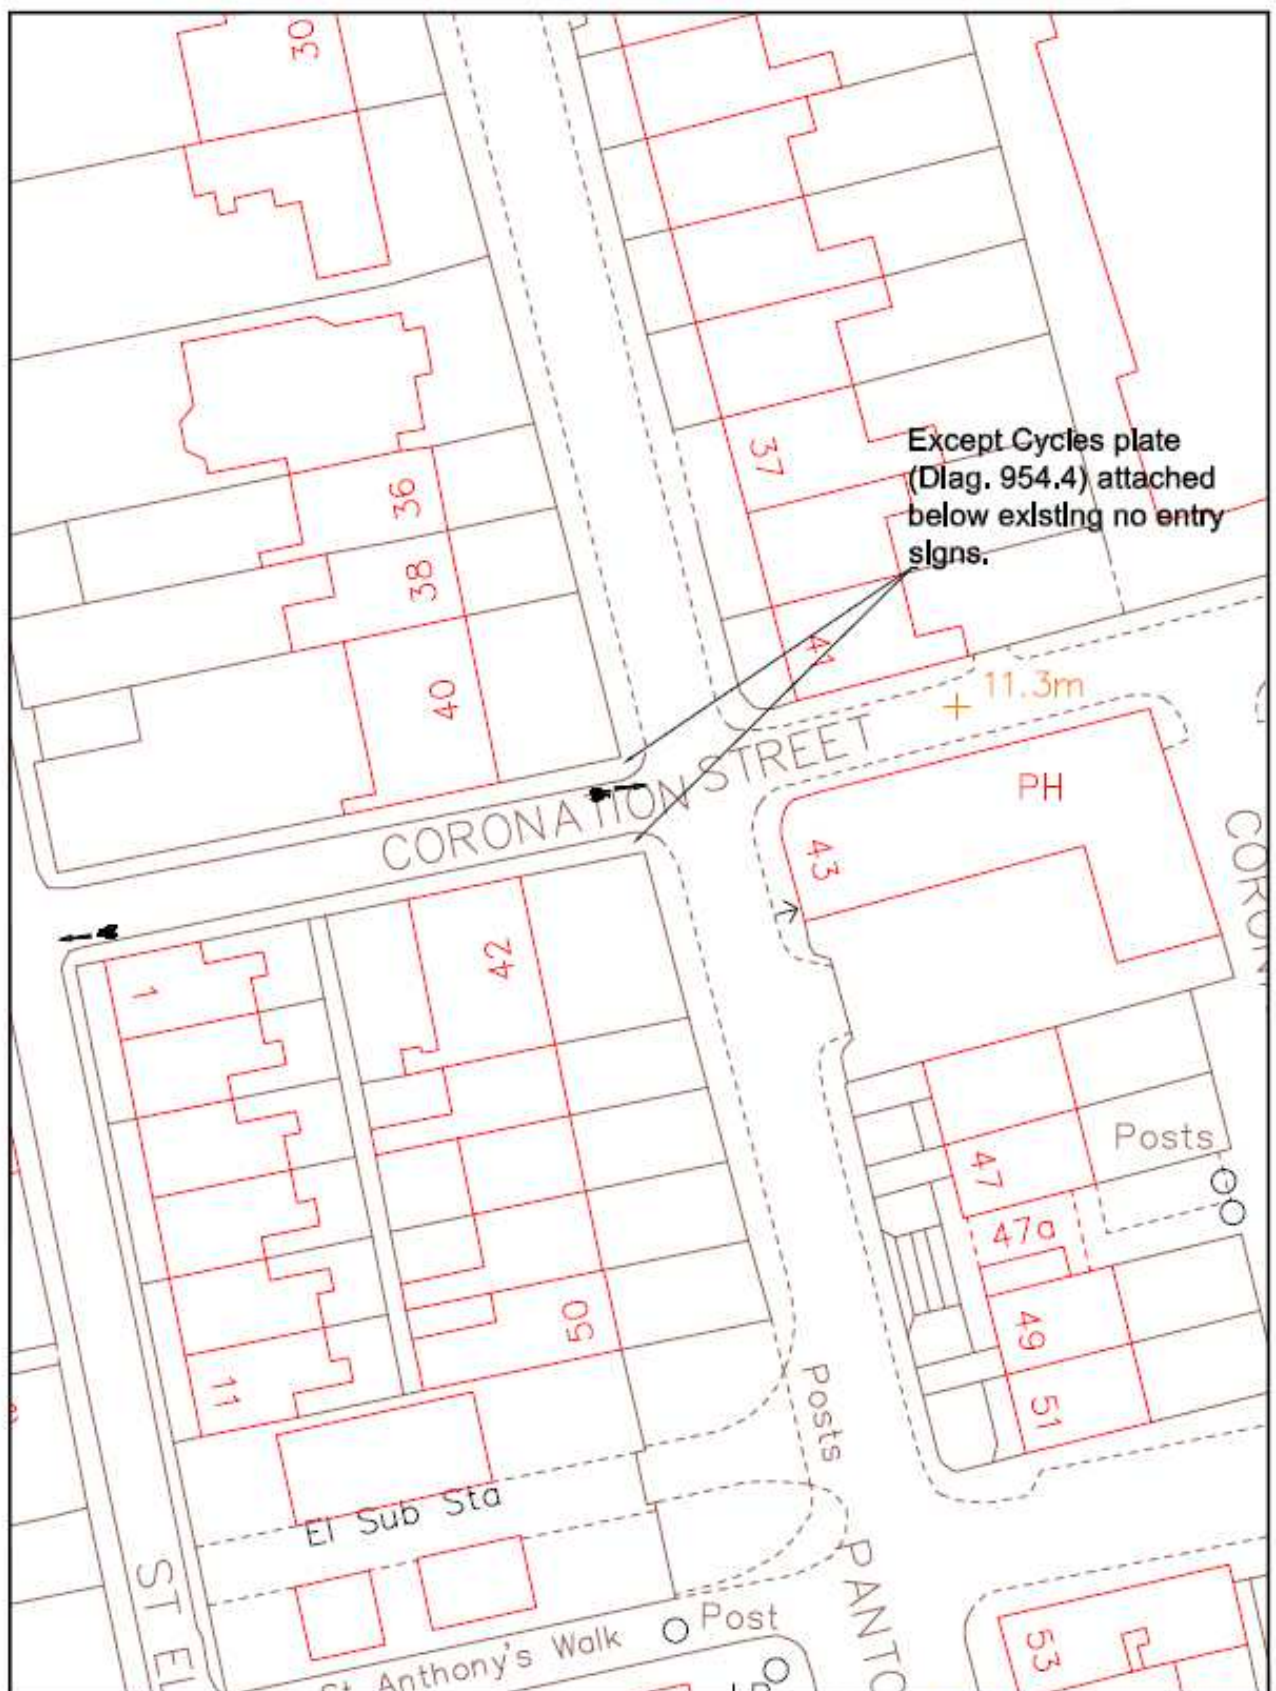 30
37
Except Cycles plate
(Diag. 954.4) attached
below existing no entry
signs.
36
38
41
11.3m
40
CORONATION STREET
PH
43
42
1
47
Posts
47a
49
50
51
11
Posts
El Sub Sta
ST EL
PANTO
St Anthony's Walk
Post
53
CORON